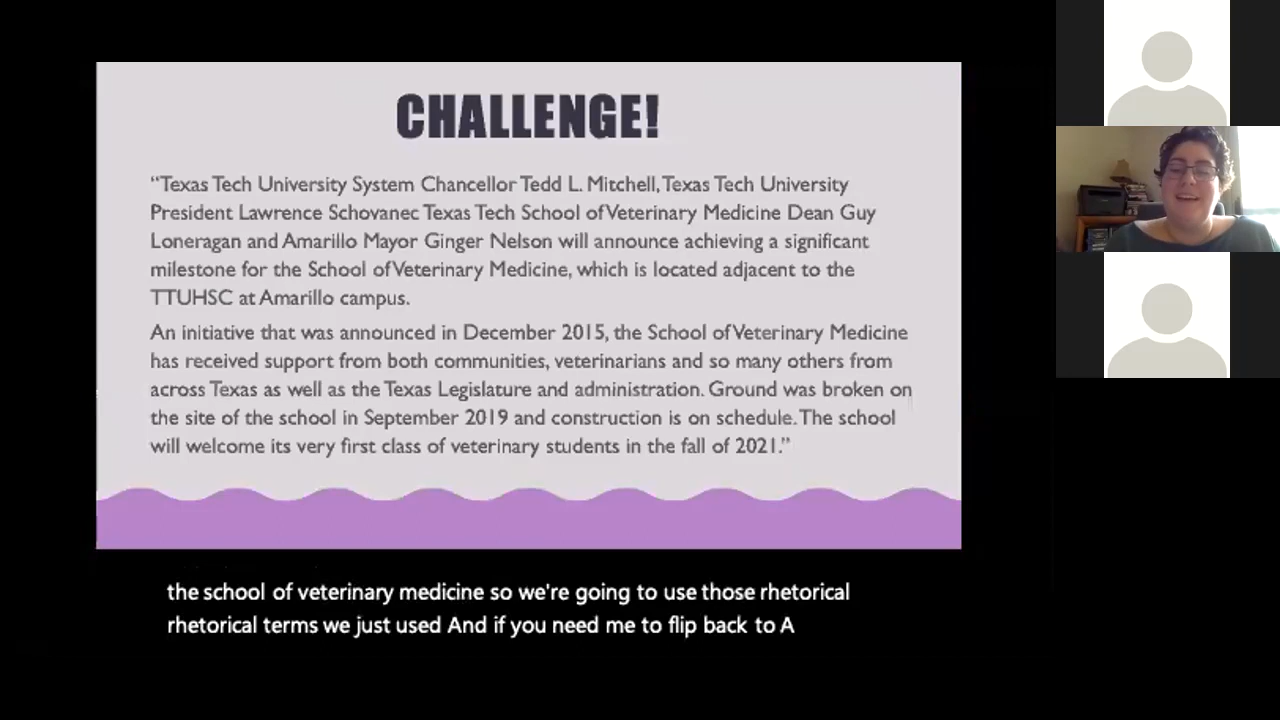 CHALLENGE!
“Texas Tech University System Chancellor Tedd L. Mitchell, Texas Tech University
President Lawrence Schovanec Texas Tech School of Veterinary Medicine Dean Guy
Loneragan and Amarillo Mayor Ginger Nelson will announce achieving a significant
milestone for the School of Veterinary Medicine, which is located adjacent to the
TTUHSC at Amarillo campus.
An initiative that was announced in December 2015, the School of Veterinary Medicine
has received support from both communities, veterinarians and so many others from
across Texas as well as the Texas Legislature and administration. Ground was broken on
the site of the school in September 2019 and construction is on schedule. The school
will welcome its very first class of veterinary students in the fall of 2021.”
the school of veterinary medicine so we're going to use those rhetorical
rhetorical terms we just used And if you need me to flip back to A